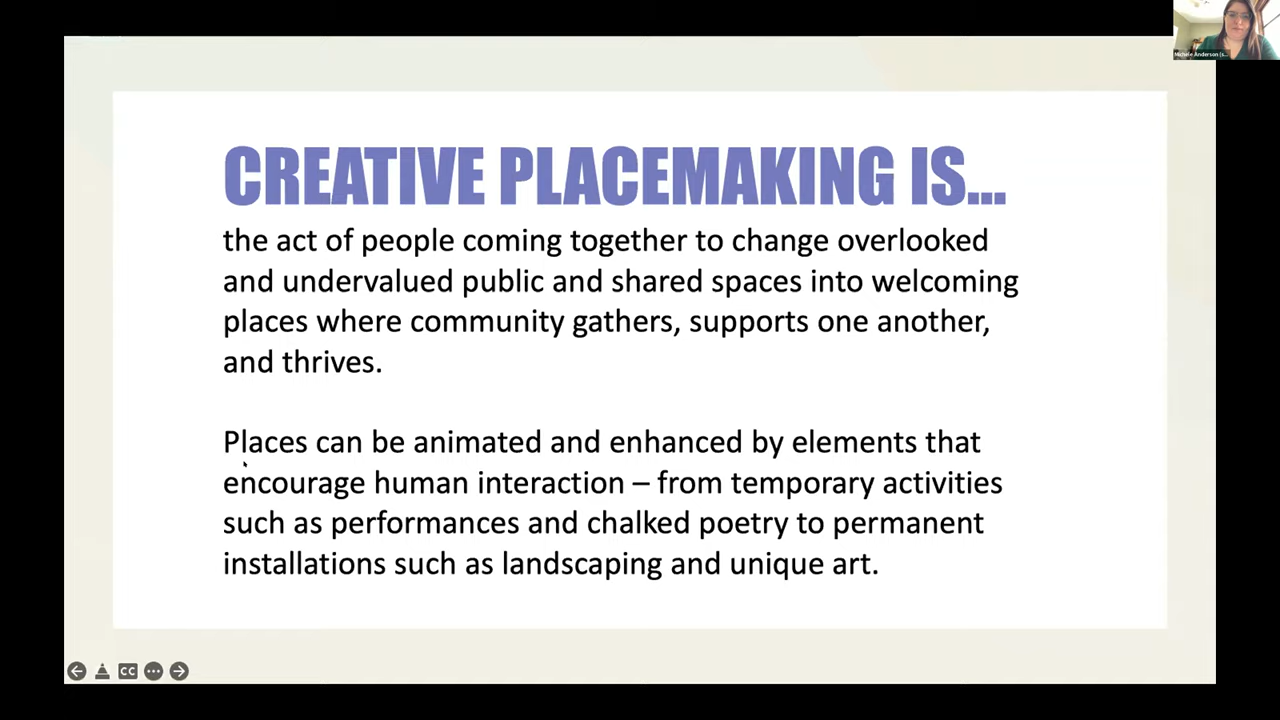 CREATIVE PLACEMAKING IS...
the act of people coming together to change overlooked
and undervalued public and shared spaces into welcoming
places where community gathers, supports one another,
and thrives.
Places can be animated and enhanced by elements that
encourage human interaction – from temporary activities
such as performances and chalked poetry to permanent
installations such as landscaping and unique art.
CC
Michele Anderson (s...